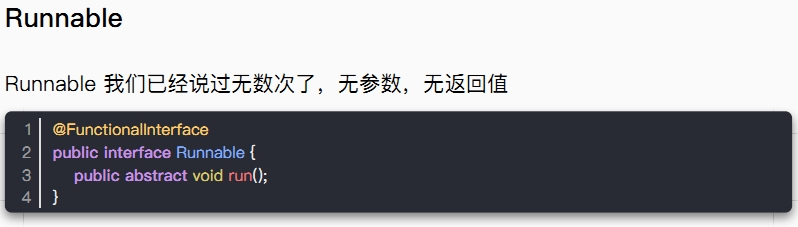 Runnable
Runnable 我们已经说过无数次了，无参数，无返回值
1 @FunctionalInterface
2 public interface Runnable {
3 public abstract void run();
4 }